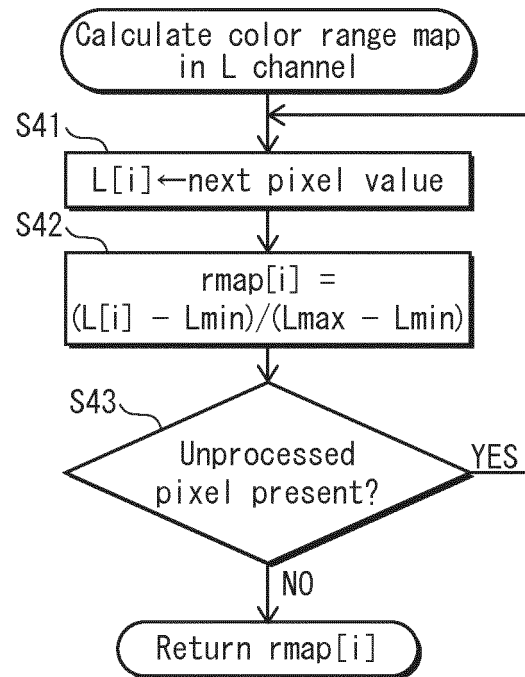 Calculate color range map
in L channel
S41
L[i]←next pixel value
S42
rmap[i] =
(L[i] - Lmin)/(Lmax - Lmin)
S43
Unprocessed
pixel present?
YES
NO
Return rmap[i]